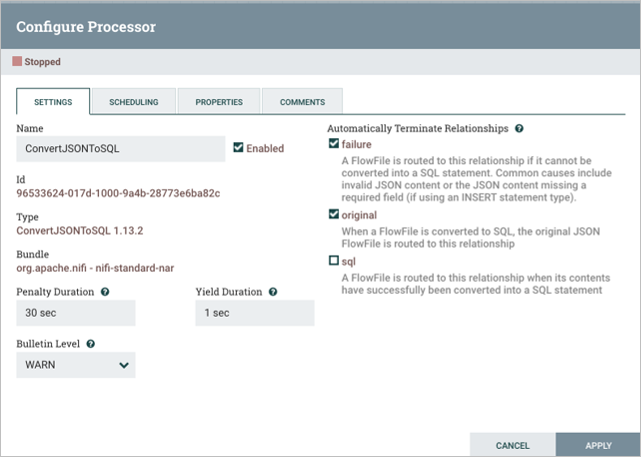 Configure Processor
Stopped
SETTINGS
SCHEDULING
PROPERTIES
COMMENTS
Name
ConvertJSONToSQL
Enabled
Id
96533624-017d-1000-9a4b-28773e6ba82c
Type
ConvertJSONToSQL 1.13.2
Bundle
org.apache.nifi - nifi-standard-nar
Penalty Duration
Yield Duration
30 sec
1 sec
Bulletin Level
WARN
Automatically Terminate Relationships
failure
A FlowFile is routed to this relationship if it cannot be
converted into a SQL statement. Common causes include
invalid JSON content or the JSON content missing a
required field (if using an INSERT statement type).
original
When a FlowFile is converted to SQL, the original JSON
FlowFile is routed to this relationship
sql
A FlowFile is routed to this relationship when its contents
have successfully been converted into a SQL statement
CANCEL
APPLY